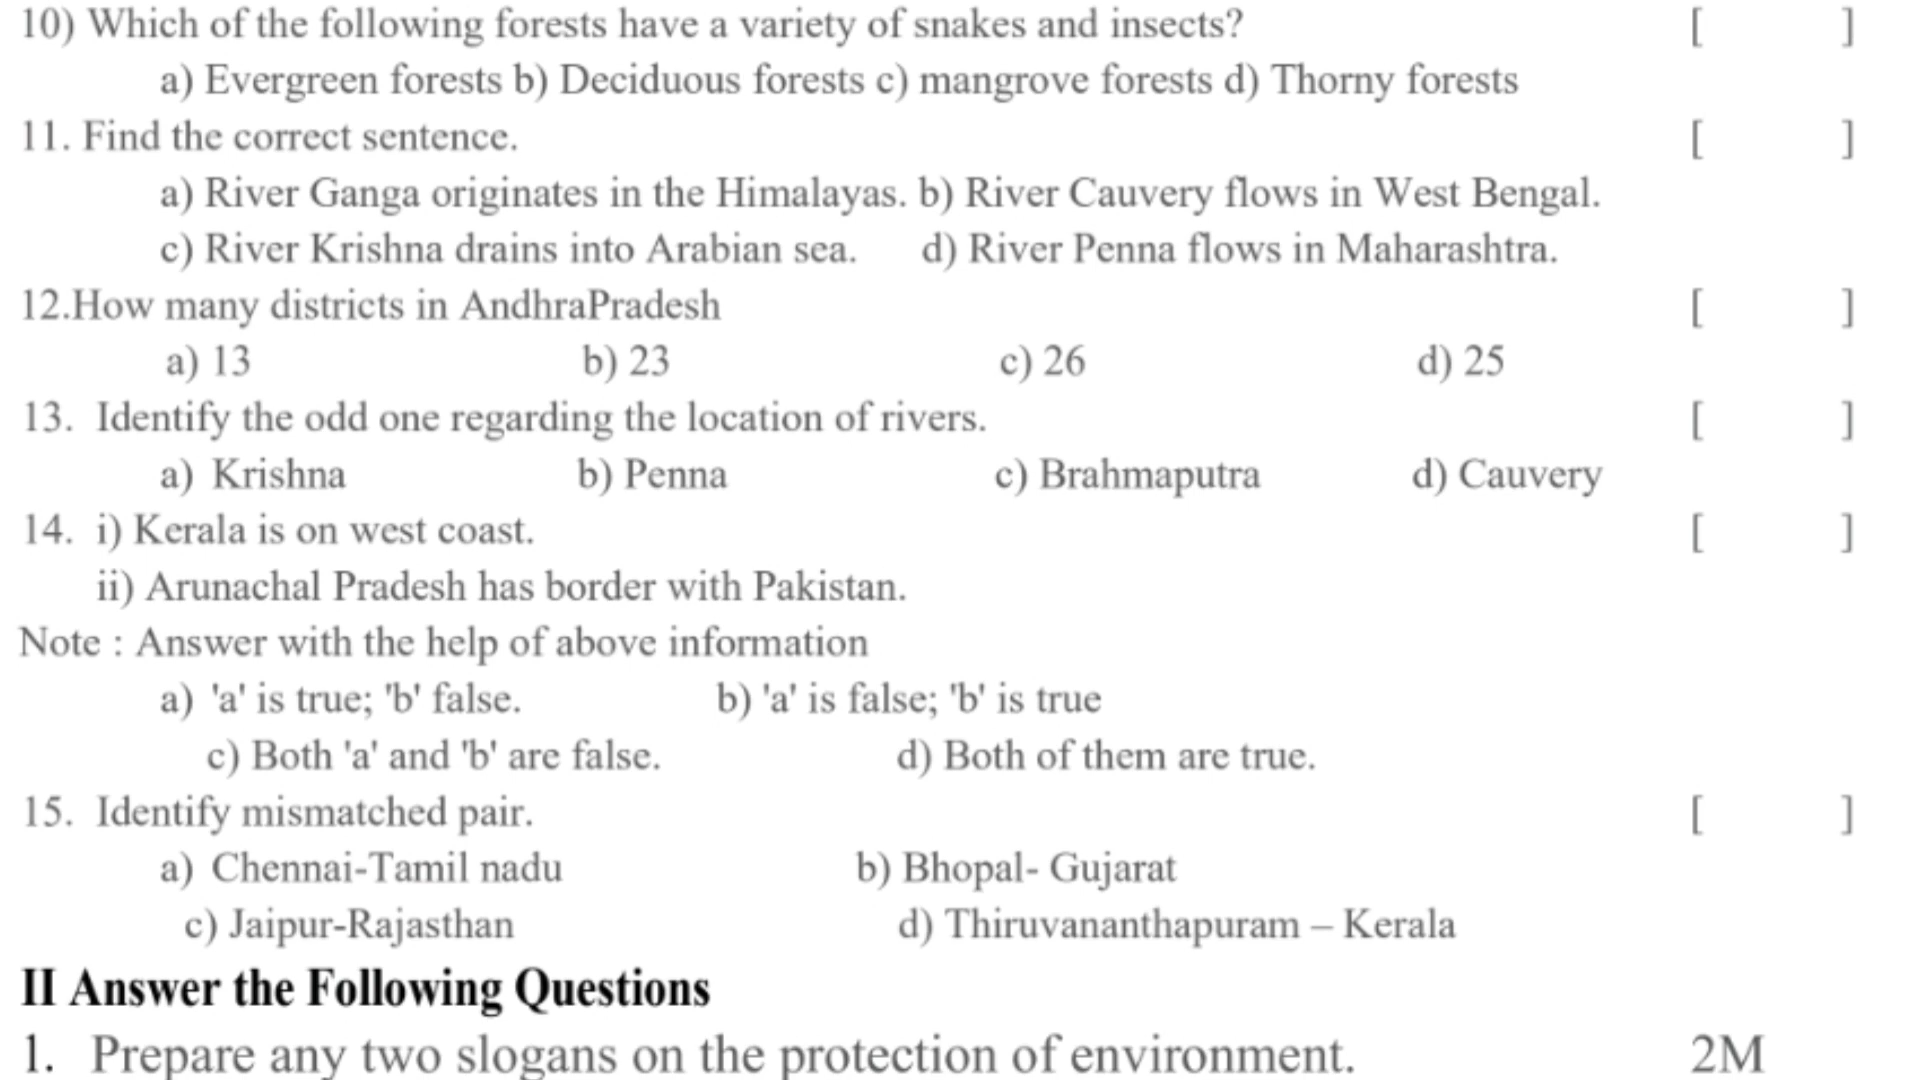 10) Which of the following forests have a variety of snakes and insects? [ ]
a) Evergreen forests b) Deciduous forests c) mangrove forests d) Thorny forests
11. Find the correct sentence. [ ]
a) River Ganga originates in the Himalayas. b) River Cauvery flows in West Bengal.
c) River Krishna drains into Arabian sea. d) River Penna flows in Maharashtra.
12.How many districts in AndhraPradesh [ ]
a) 13 b) 23 c) 26 d) 25
13. Identify the odd one regarding the location of rivers. [ ]
a) Krishna b) Penna c) Brahmaputra d) Cauvery
14. i) Kerala is on west coast. [ ]
ii) Arunachal Pradesh has border with Pakistan.
Note : Answer with the help of above information
a) 'a' is true; 'b' false. b) 'a' is false; 'b' is true
c) Both 'a' and 'b' are false. d) Both of them are true.
15. Identify mismatched pair. [ ]
a) Chennai-Tamil nadu b) Bhopal- Gujarat
c) Jaipur-Rajasthan d) Thiruvananthapuram – Kerala
II Answer the Following Questions
1. Prepare any two slogans on the protection of environment. 2M